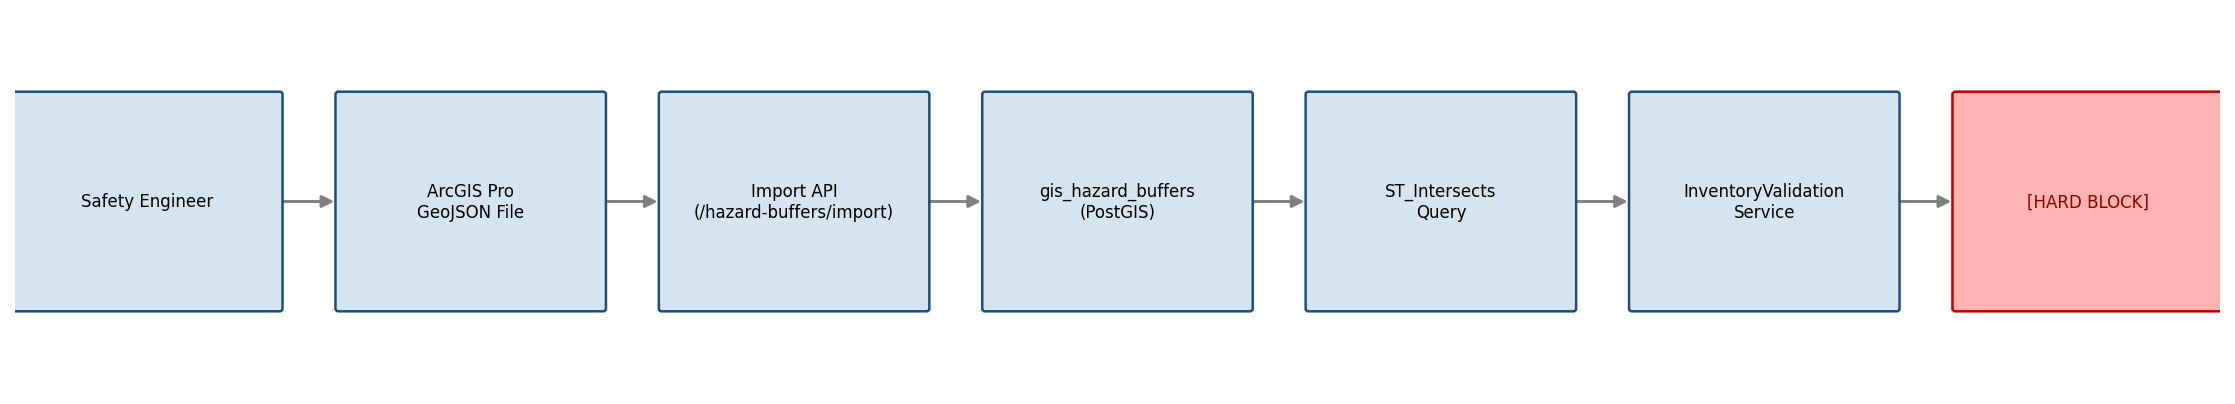 Safety Engineer
ArcGIS Pro
GeoJSON File
Import API
(/hazard-buffers/import)
gis_hazard_buffers
(PostGIS)
ST_Intersects
Query
InventoryValidation
Service
[HARD BLOCK]